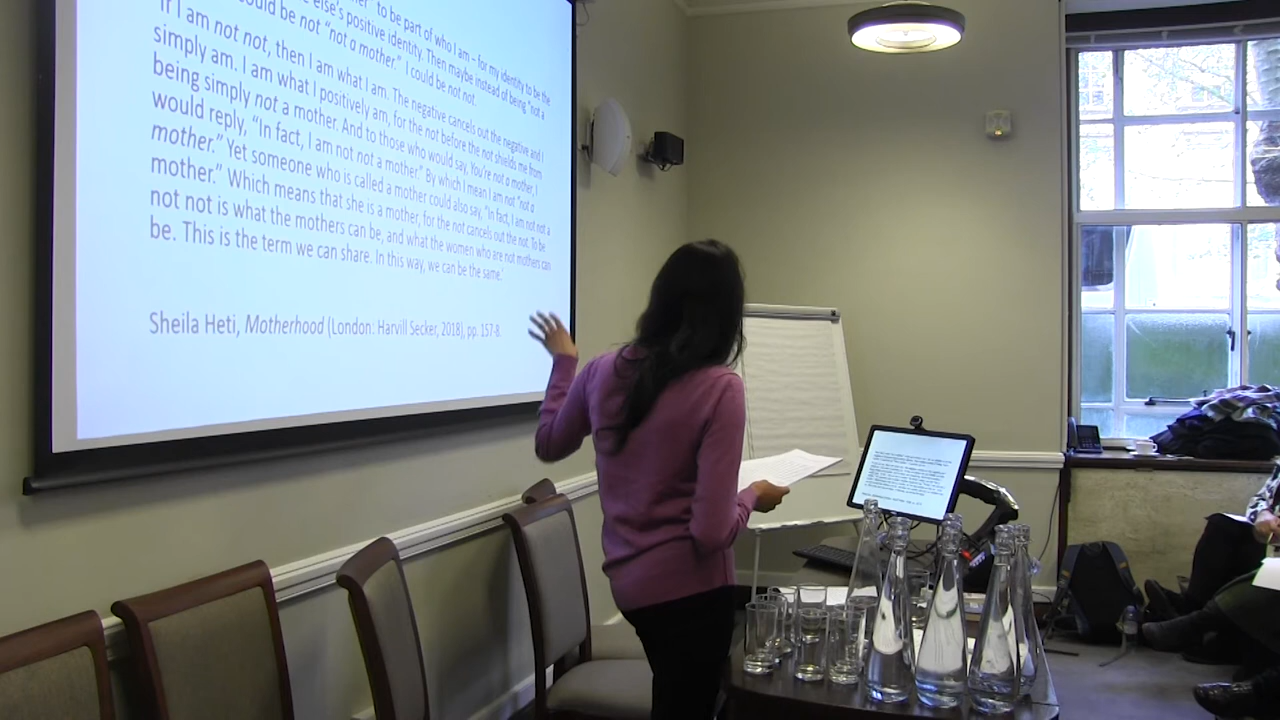 er" to be part of who I am – for my identity to be the
else's positive identity. Then maybe instead of being "not a
could be not "not a mother." I could be not not.
If I am not not, then I am what I am. The negative cancels out the negative and I
simply am. I am what I positively am, for the not before the not shields me from
being simply not a mother. And to those who would say, You're not a mother, I
would reply, "In fact, I am not not a mother." By which I mean I am not "not a
mother." Yet someone who is called a mother could also say, "In fact, I am not not a
mother." Which means that she is a mother, for the not cancels out the not. To be
not not is what the mothers can be, and what the women who are not mothers can
be. This is the term we can share. In this way, we can be the same.'
Sheila Heti, Motherhood (London: Harvill Secker, 2018), pp. 157-8.